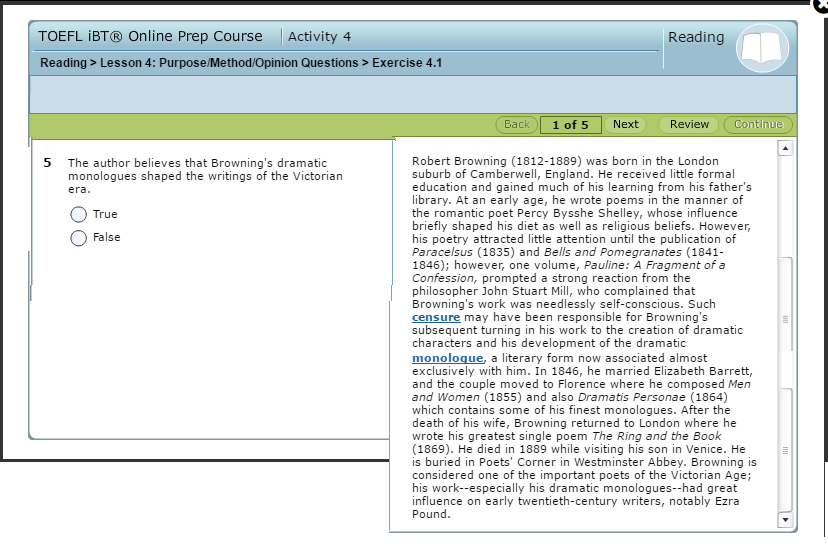 TOEFL iBT® Online Prep Course Activity 4 Reading
Reading > Lesson 4: Purpose/Method/Opinion Questions > Exercise 4.1
Back 1 of 5 Next Review Continue
5 The author believes that Browning's dramatic
monologues shaped the writings of the Victorian
era.
True
False
Robert Browning (1812-1889) was born in the London
suburb of Camberwell, England. He received little formal
education and gained much of his learning from his father's
library. At an early age, he wrote poems in the manner of
the romantic poet Percy Bysshe Shelley, whose influence
briefly shaped his diet as well as religious beliefs. However,
his poetry attracted little attention until the publication of
Paracelsus (1835) and Bells and Pomegranates (1841-
1846); however, one volume, Pauline: A Fragment of a
Confession, prompted a strong reaction from the
philosopher John Stuart Mill, who complained that
Browning's work was needlessly self-conscious. Such
censure may have been responsible for Browning's
subsequent turning in his work to the creation of dramatic
characters and his development of the dramatic
monologue, a literary form now associated almost
exclusively with him. In 1846, he married Elizabeth Barrett,
and the couple moved to Florence where he composed Men
and Women (1855) and also Dramatis Personae (1864)
which contains some of his finest monologues. After the
death of his wife, Browning returned to London where he
wrote his greatest single poem The Ring and the Book
(1869). He died in 1889 while visiting his son in Venice. He
is buried in Poets' Corner in Westminster Abbey. Browning is
considered one of the important poets of the Victorian Age;
his work--especially his dramatic monologues--had great
influence on early twentieth-century writers, notably Ezra
Pound.